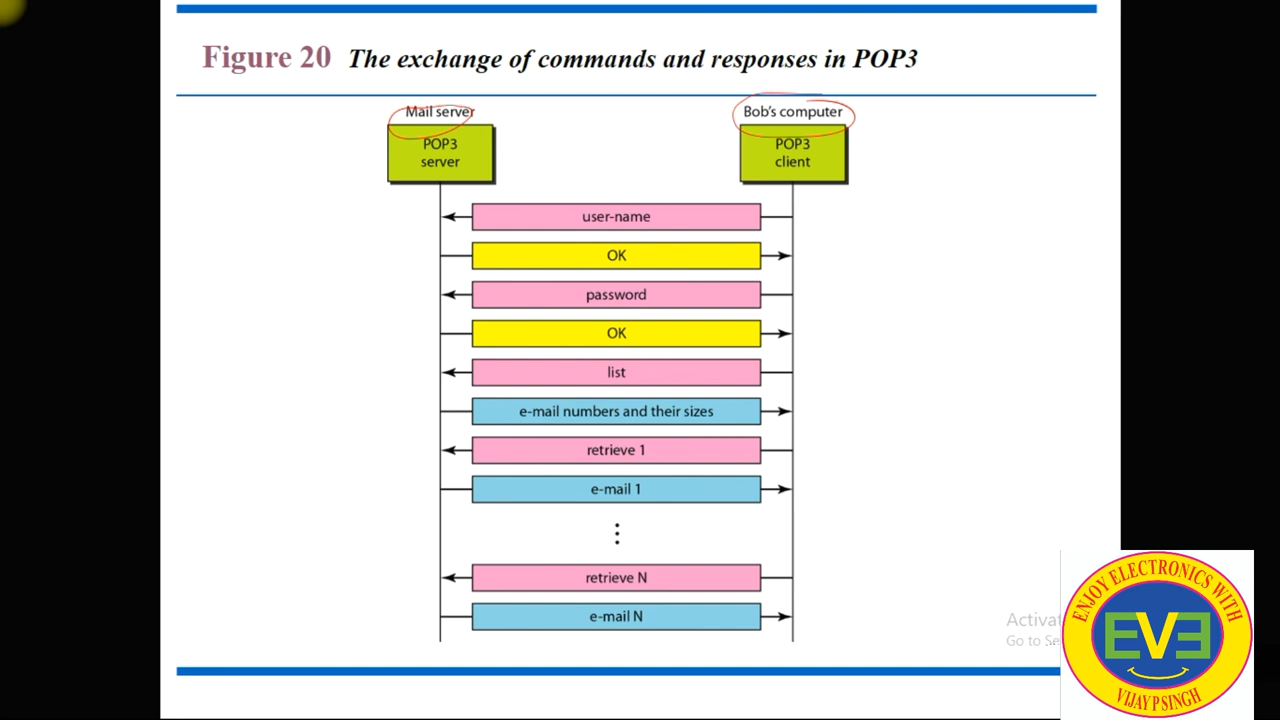 Figure 20 The exchange of commands and responses in POP3
Mail server
Bob's computer
POP3
server
POP3
client
user-name
OK
password
OK
list
e-mail numbers and their sizes
retrieve 1
e-mail 1
retrieve N
e-mail N
Go to
ENJOY ELECTRONICS WITH
EVE
VIJAY P SINGH